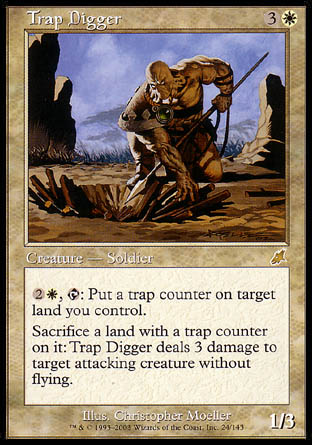 Trap Digger 3
Creature — Soldier
2, : Put a trap counter on target
land you control.
Sacrifice a land with a trap counter
on it: Trap Digger deals 3 damage to
target attacking creature without
flying.
Illus. Christopher Moeller
™ & © 1993–2003 Wizards of the Coast, Inc. 24/143
1/3